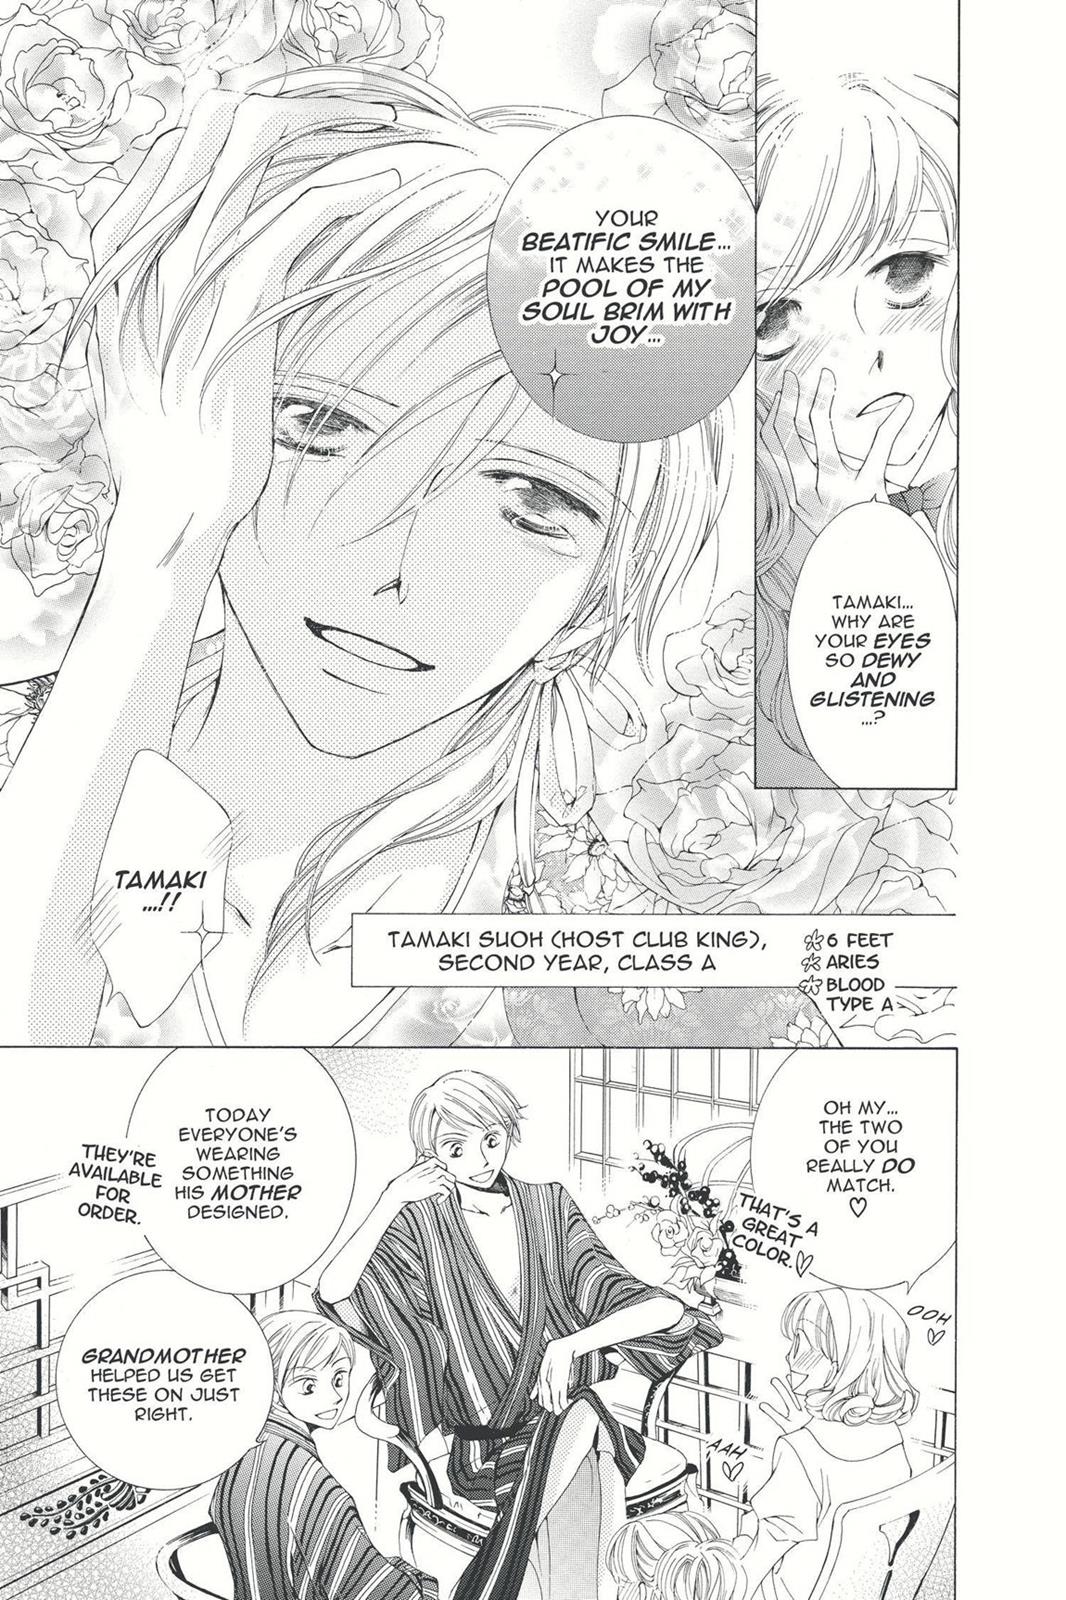 TAMAKI...
WHY ARE
YOUR EYES
SO DEWY
AND
GLISTENING
...?
YOUR
BEATIFIC SMILE...
IT MAKES THE
POOL OF MY
SOUL BRIM WITH
JOY...
TAMAKI
...!!
TAMAKI SUOH (HOST CLUB KING),
SECOND YEAR, CLASS A
6 FEET
ARIES
BLOOD
TYPE A
OH MY...
THE TWO
OF YOU
REALLY DO
MATCH.
♡
THAT'S A
GREAT
COLOR.♡
OOH
♡
AAH
♡
TODAY
EVERYONE'S
WEARING
SOMETHING
HIS MOTHER
DESIGNED.
THEY'RE
AVAILABLE
FOR
ORDER.
GRANDMOTHER
HELPED US GET
THESE ON JUST
RIGHT.